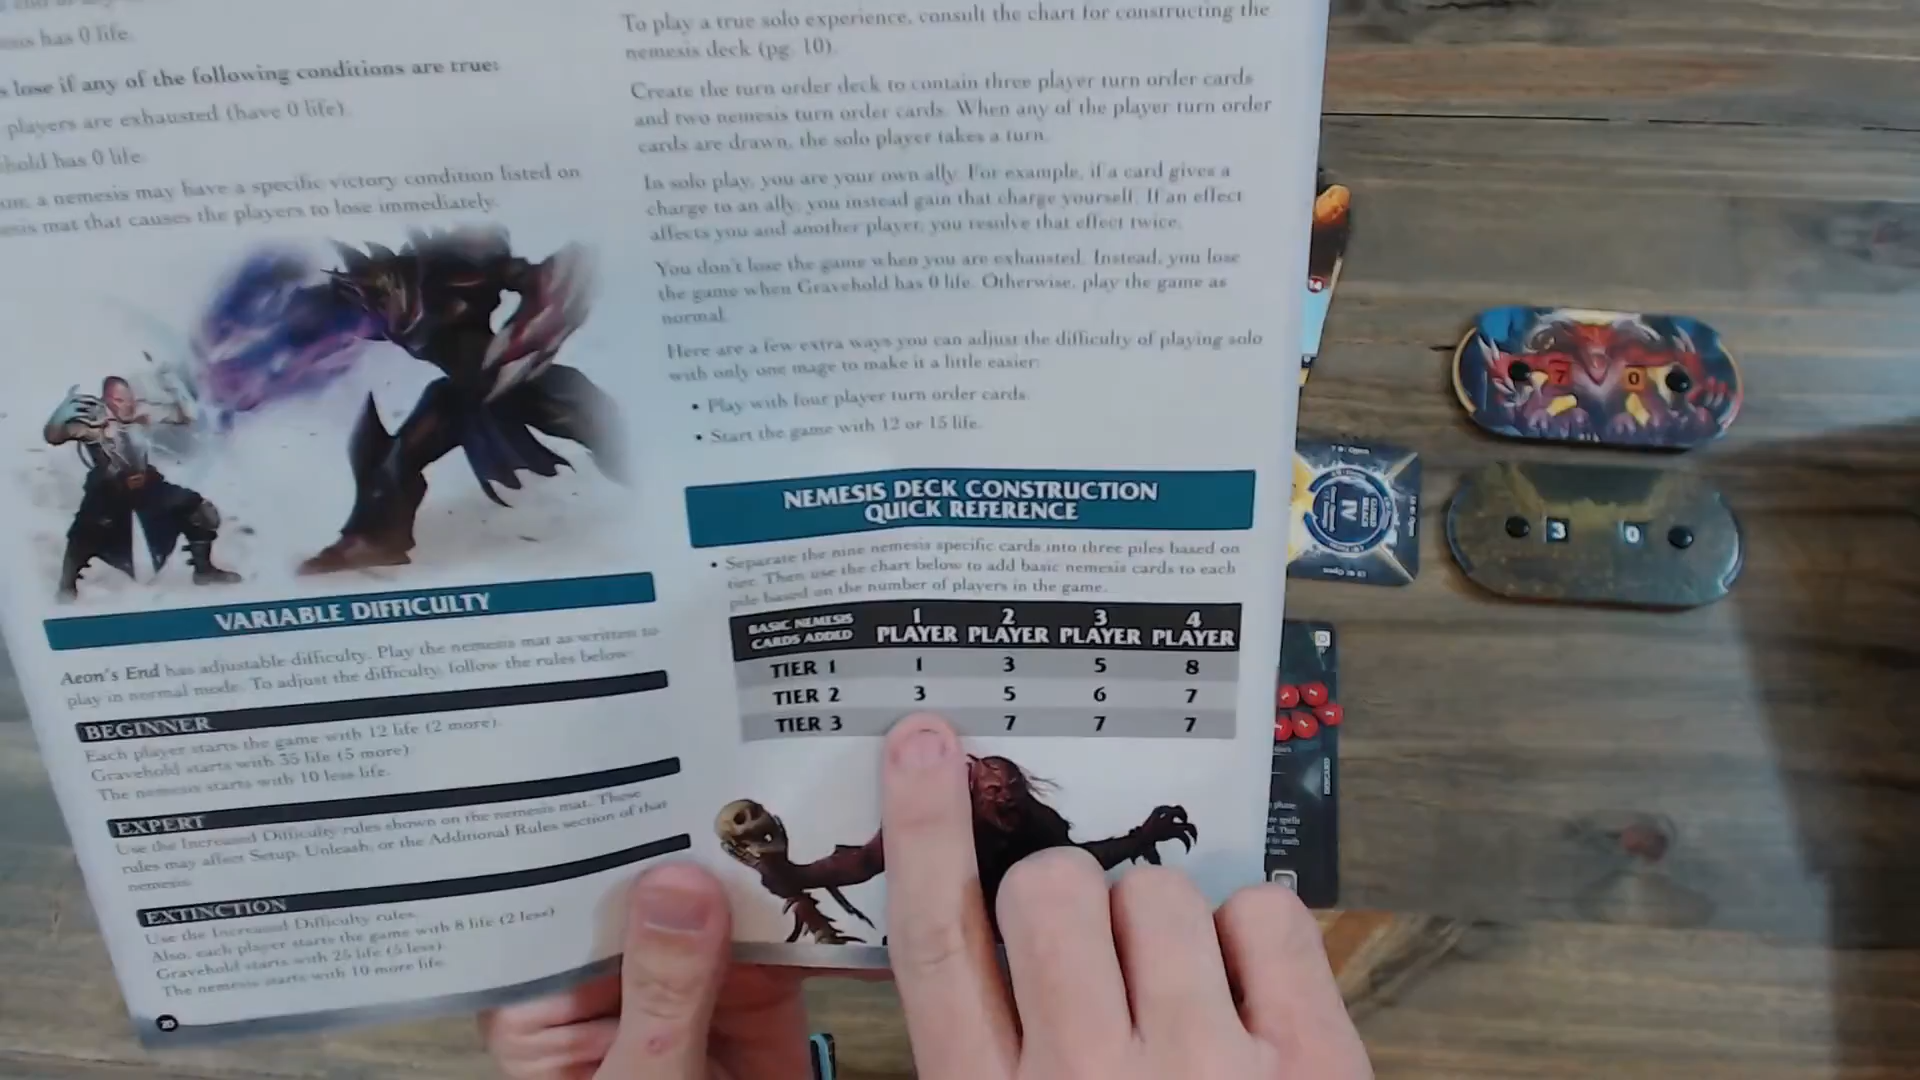 has 0 life.
lose if any of the following conditions are true:
players are exhausted (have 0 life).
hold has 0 life.
a nemesis may have a specific victory condition listed on
mat that causes the players to lose immediately.
VARIABLE DIFFICULTY
Aeon's End has adjustable difficulty. Play the nemesis mat as written to
play in normal mode. To adjust the difficulty, follow the rules below:
BEGINNER
Each player starts the game with 12 life (2 more).
Gravehold starts with 35 life (5 more).
The nemesis starts with 10 less life.
EXPERT
Use the Increased Difficulty rules shown on the nemesis mat. These
rules may affect Setup, Unleash, or the Additional Rules section of that
nemesis.
EXTINCTION
Use the Increased Difficulty rules.
Also, each player starts the game with 8 life (2 less).
Gravehold starts with 25 life (5 less).
The nemesis starts with 10 more life.
20
To play a true solo experience, consult the chart for constructing the
nemesis deck (pg. 10).
Create the turn order deck to contain three player turn order cards
and two nemesis turn order cards. When any of the player turn order
cards are drawn, the solo player takes a turn.
In solo play, you are your own ally. For example, if a card gives a
charge to an ally, you instead gain that charge yourself. If an effect
affects you and another player, you resolve that effect twice.
You don't lose the game when you are exhausted. Instead, you lose
the game when Gravehold has 0 life. Otherwise, play the game as
normal.
Here are a few extra ways you can adjust the difficulty of playing solo
with only one mage to make it a little easier:
• Play with four player turn order cards.
• Start the game with 12 or 15 life.
NEMESIS DECK CONSTRUCTION
QUICK REFERENCE
• Separate the nine nemesis specific cards into three piles based on
tier. Then use the chart below to add basic nemesis cards to each
pile based on the number of players in the game.
BASIC NEMESIS CARDS ADDED 1 PLAYER 2 PLAYER 3 PLAYER 4 PLAYER
TIER 1 1 3 5 8
TIER 2 3 5 6 7
TIER 3 7 7 7
14
7 0
3 0
IV
CLOSED
BREACH